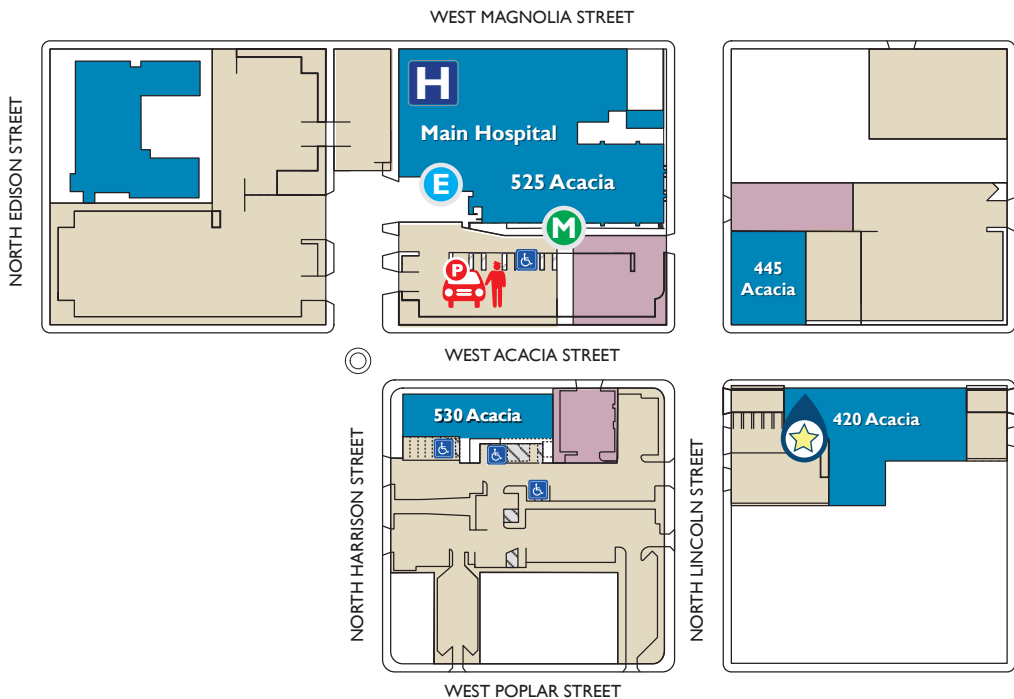 WEST MAGNOLIA STREET
NORTH EDISON STREET
H
Main Hospital
E
525 Acacia
M
P
445
Acacia
WEST ACACIA STREET
530 Acacia
420 Acacia
NORTH HARRISON STREET
NORTH LINCOLN STREET
WEST POPLAR STREET